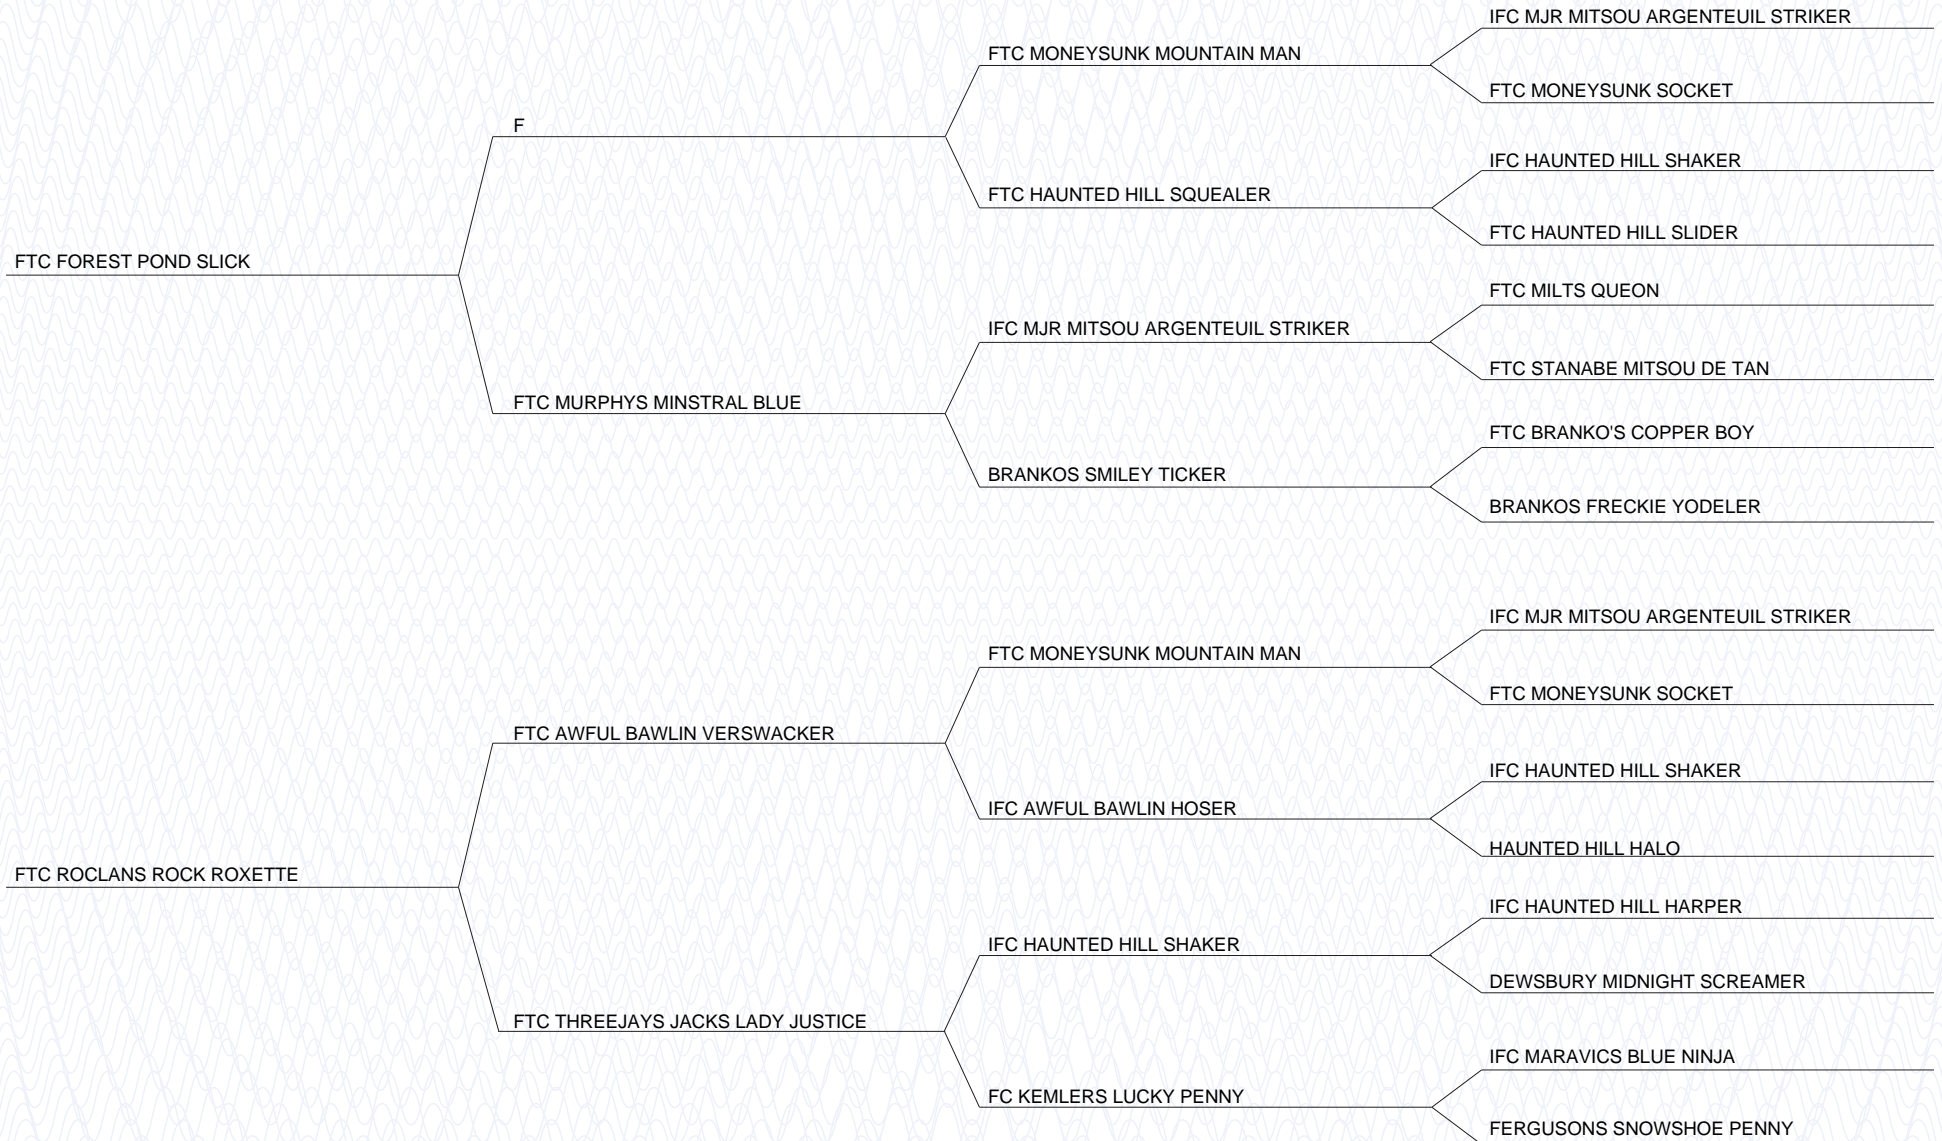 IFC MJR MITSOU ARGENTEUIL STRIKER
FTC MONEYSUNK MOUNTAIN MAN
FTC MONEYSUNK SOCKET
F
IFC HAUNTED HILL SHAKER
FTC HAUNTED HILL SQUEALER
FTC HAUNTED HILL SLIDER
FTC FOREST POND SLICK
FTC MILTS QUEON
IFC MJR MITSOU ARGENTEUIL STRIKER
FTC STANABE MITSOU DE TAN
FTC MURPHYS MINSTRAL BLUE
FTC BRANKO'S COPPER BOY
BRANKOS SMILEY TICKER
BRANKOS FRECKIE YODELER
IFC MJR MITSOU ARGENTEUIL STRIKER
FTC MONEYSUNK MOUNTAIN MAN
FTC MONEYSUNK SOCKET
FTC AWFUL BAWLIN VERSWACKER
IFC HAUNTED HILL SHAKER
IFC AWFUL BAWLIN HOSER
HAUNTED HILL HALO
FTC ROCLANS ROCK ROXETTE
IFC HAUNTED HILL HARPER
IFC HAUNTED HILL SHAKER
DEWSBURY MIDNIGHT SCREAMER
FTC THREEJAYS JACKS LADY JUSTICE
IFC MARAVICS BLUE NINJA
FC KEMLERS LUCKY PENNY
FERGUSONS SNOWSHOE PENNY